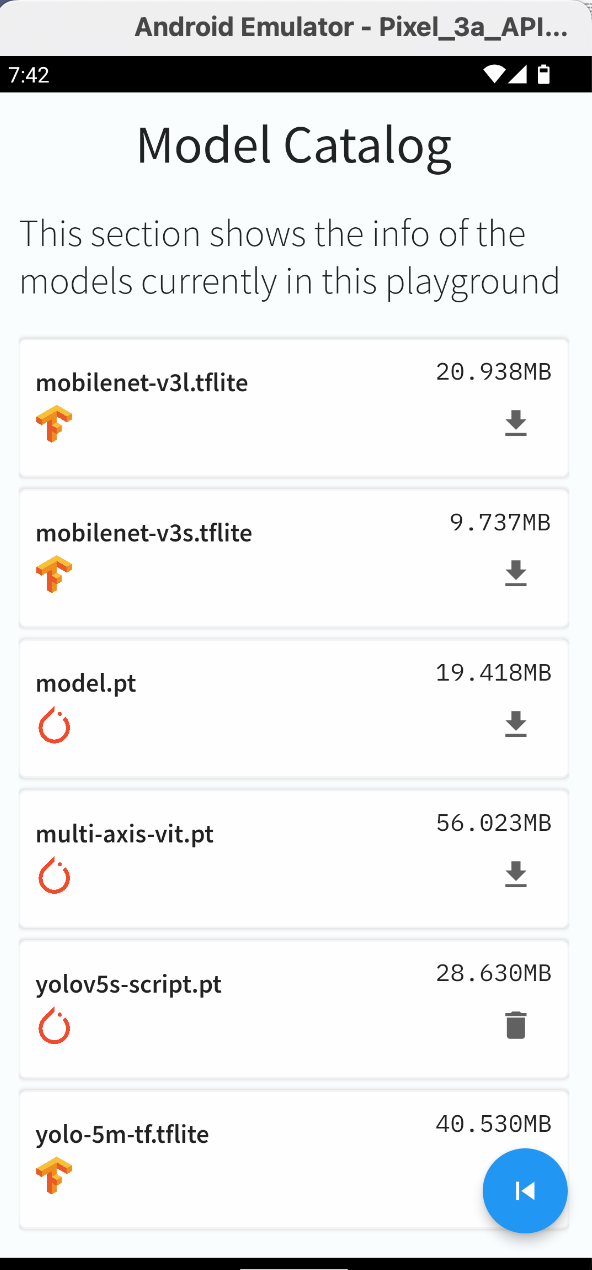 Android Emulator - Pixel_3a_API...
7:42
Model Catalog
This section shows the info of the
models currently in this playground
mobilenet-v3l.tflite
20.938MB
mobilenet-v3s.tflite
9.737MB
model.pt
19.418MB
multi-axis-vit.pt
56.023MB
yolov5s-script.pt
28.630MB
yolo-5m-tf.tflite
40.530MB